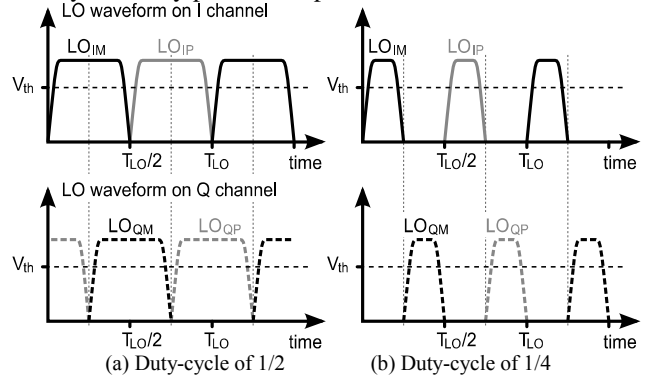 LO waveform on I channel
LO_IM LO_IP LO_IM LO_IP
V_th V_th
T_LO/2 T_LO time T_LO/2 T_LO time
LO waveform on Q channel
LO_QM LO_QP LO_QM LO_QP
V_th V_th
T_LO/2 T_LO time T_LO/2 T_LO time
(a) Duty-cycle of 1/2 (b) Duty-cycle of 1/4